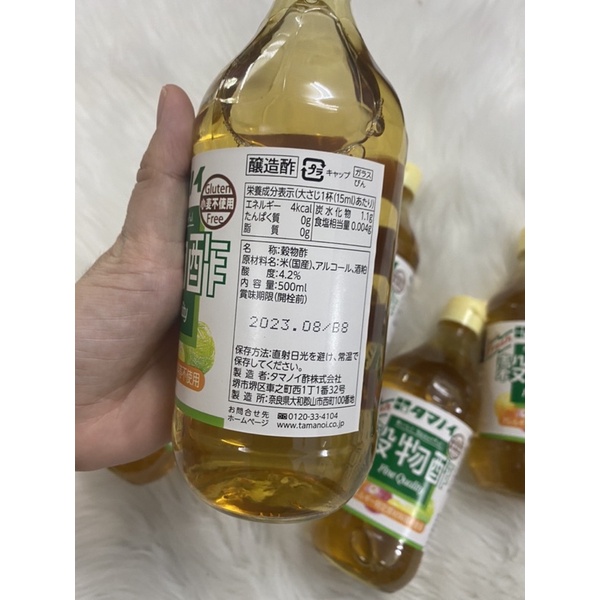 醸造酢
プラ
キャップ
ガラス
びん
栄養成分表示(大さじ1杯(15ml)あたり)
エネルギー 4kcal 炭水化物 1.1g
たんぱく質 0g 食塩相当量 0.004g
脂質 0g
名称:穀物酢
原材料名:米(国産)、アルコール、酒粕
酸度:4.2%
内容量:500ml
賞味期限(開栓前)
2023.08/BB
保存方法:直射日光を避け、常温で
保存してください。
製造者:タマノイ酢株式会社
堺市堺区車之町西1丁1番32号
製造所:奈良県大和郡山市西町100番地
お問合せ先 0120-33-4104
ホームページ www.tamanoi.co.jp
Gluten
小麦不使用
Free
酢
不使用
タマノイ
穀物酢
Fine Quality